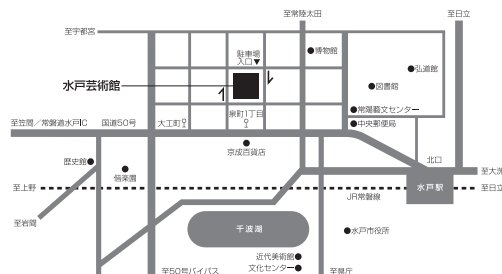 至常陸太田
至日立
至宇都宮
駐車場
入口▼
●博物館
●弘道館
●図書館
水戸芸術館
●常陽藝文センター
泉町1丁目
至笠間／常磐道水戸IC
国道50号
大工町
●中央郵便局
京成百貨店
北口
歴史館●
偕楽園
至大洗
至上野
水戸駅
至日立
JR常磐線
至岩間
千波湖
●水戸市役所
近代美術館●
文化センター●
至50号バイパス
至県庁